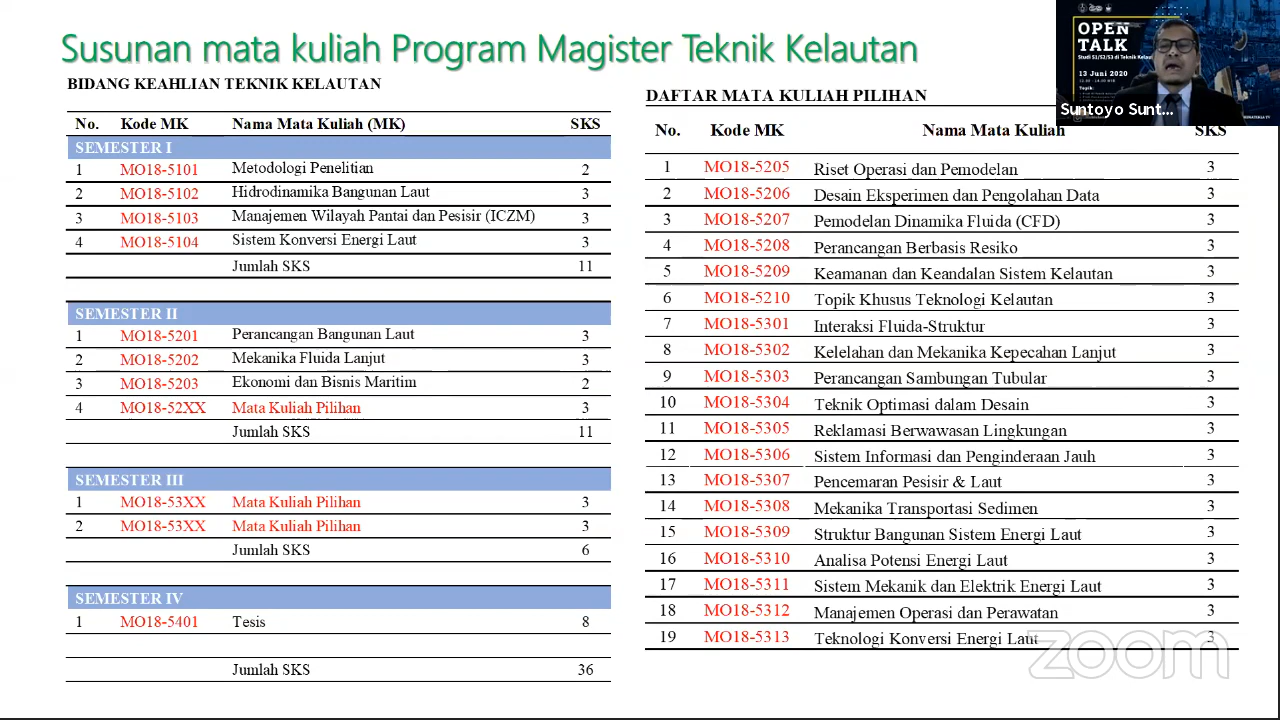 Susunan mata kuliah Program Magister Teknik Kelautan
BIDANG KEAHLIAN TEKNIK KELAUTAN
No. Kode MK Nama Mata Kuliah (MK) SKS
SEMESTER I
1 MO18-5101 Metodologi Penelitian 2
2 MO18-5102 Hidrodinamika Bangunan Laut 3
3 MO18-5103 Manajemen Wilayah Pantai dan Pesisir (ICZM) 3
4 MO18-5104 Sistem Konversi Energi Laut 3
Jumlah SKS 11
SEMESTER II
1 MO18-5201 Perancangan Bangunan Laut 3
2 MO18-5202 Mekanika Fluida Lanjut 3
3 MO18-5203 Ekonomi dan Bisnis Maritim 2
4 MO18-52XX Mata Kuliah Pilihan 3
Jumlah SKS 11
SEMESTER III
1 MO18-53XX Mata Kuliah Pilihan 3
2 MO18-53XX Mata Kuliah Pilihan 3
Jumlah SKS 6
SEMESTER IV
1 MO18-5401 Tesis 8
Jumlah SKS 36
DAFTAR MATA KULIAH PILIHAN
No. Kode MK Nama Mata Kuliah SKS
1 MO18-5205 Riset Operasi dan Pemodelan 3
2 MO18-5206 Desain Eksperimen dan Pengolahan Data 3
3 MO18-5207 Pemodelan Dinamika Fluida (CFD) 3
4 MO18-5208 Perancangan Berbasis Resiko 3
5 MO18-5209 Keamanan dan Keandalan Sistem Kelautan 3
6 MO18-5210 Topik Khusus Teknologi Kelautan 3
7 MO18-5301 Interaksi Fluida-Struktur 3
8 MO18-5302 Kelelahan dan Mekanika Kepecahan Lanjut 3
9 MO18-5303 Perancangan Sambungan Tubular 3
10 MO18-5304 Teknik Optimasi dalam Desain 3
11 MO18-5305 Reklamasi Berwawasan Lingkungan 3
12 MO18-5306 Sistem Informasi dan Penginderaan Jauh 3
13 MO18-5307 Pencemaran Pesisir & Laut 3
14 MO18-5308 Mekanika Transportasi Sedimen 3
15 MO18-5309 Struktur Bangunan Sistem Energi Laut 3
16 MO18-5310 Analisa Potensi Energi Laut 3
17 MO18-5311 Sistem Mekanik dan Elektrik Energi Laut 3
18 MO18-5312 Manajemen Operasi dan Perawatan 3
19 MO18-5313 Teknologi Konversi Energi Laut 3
OPEN
TALK
Studi S1/S2/S3 di Teknik
13 Juni 2020
Topik:
Suntoyo Sunt...
zoom